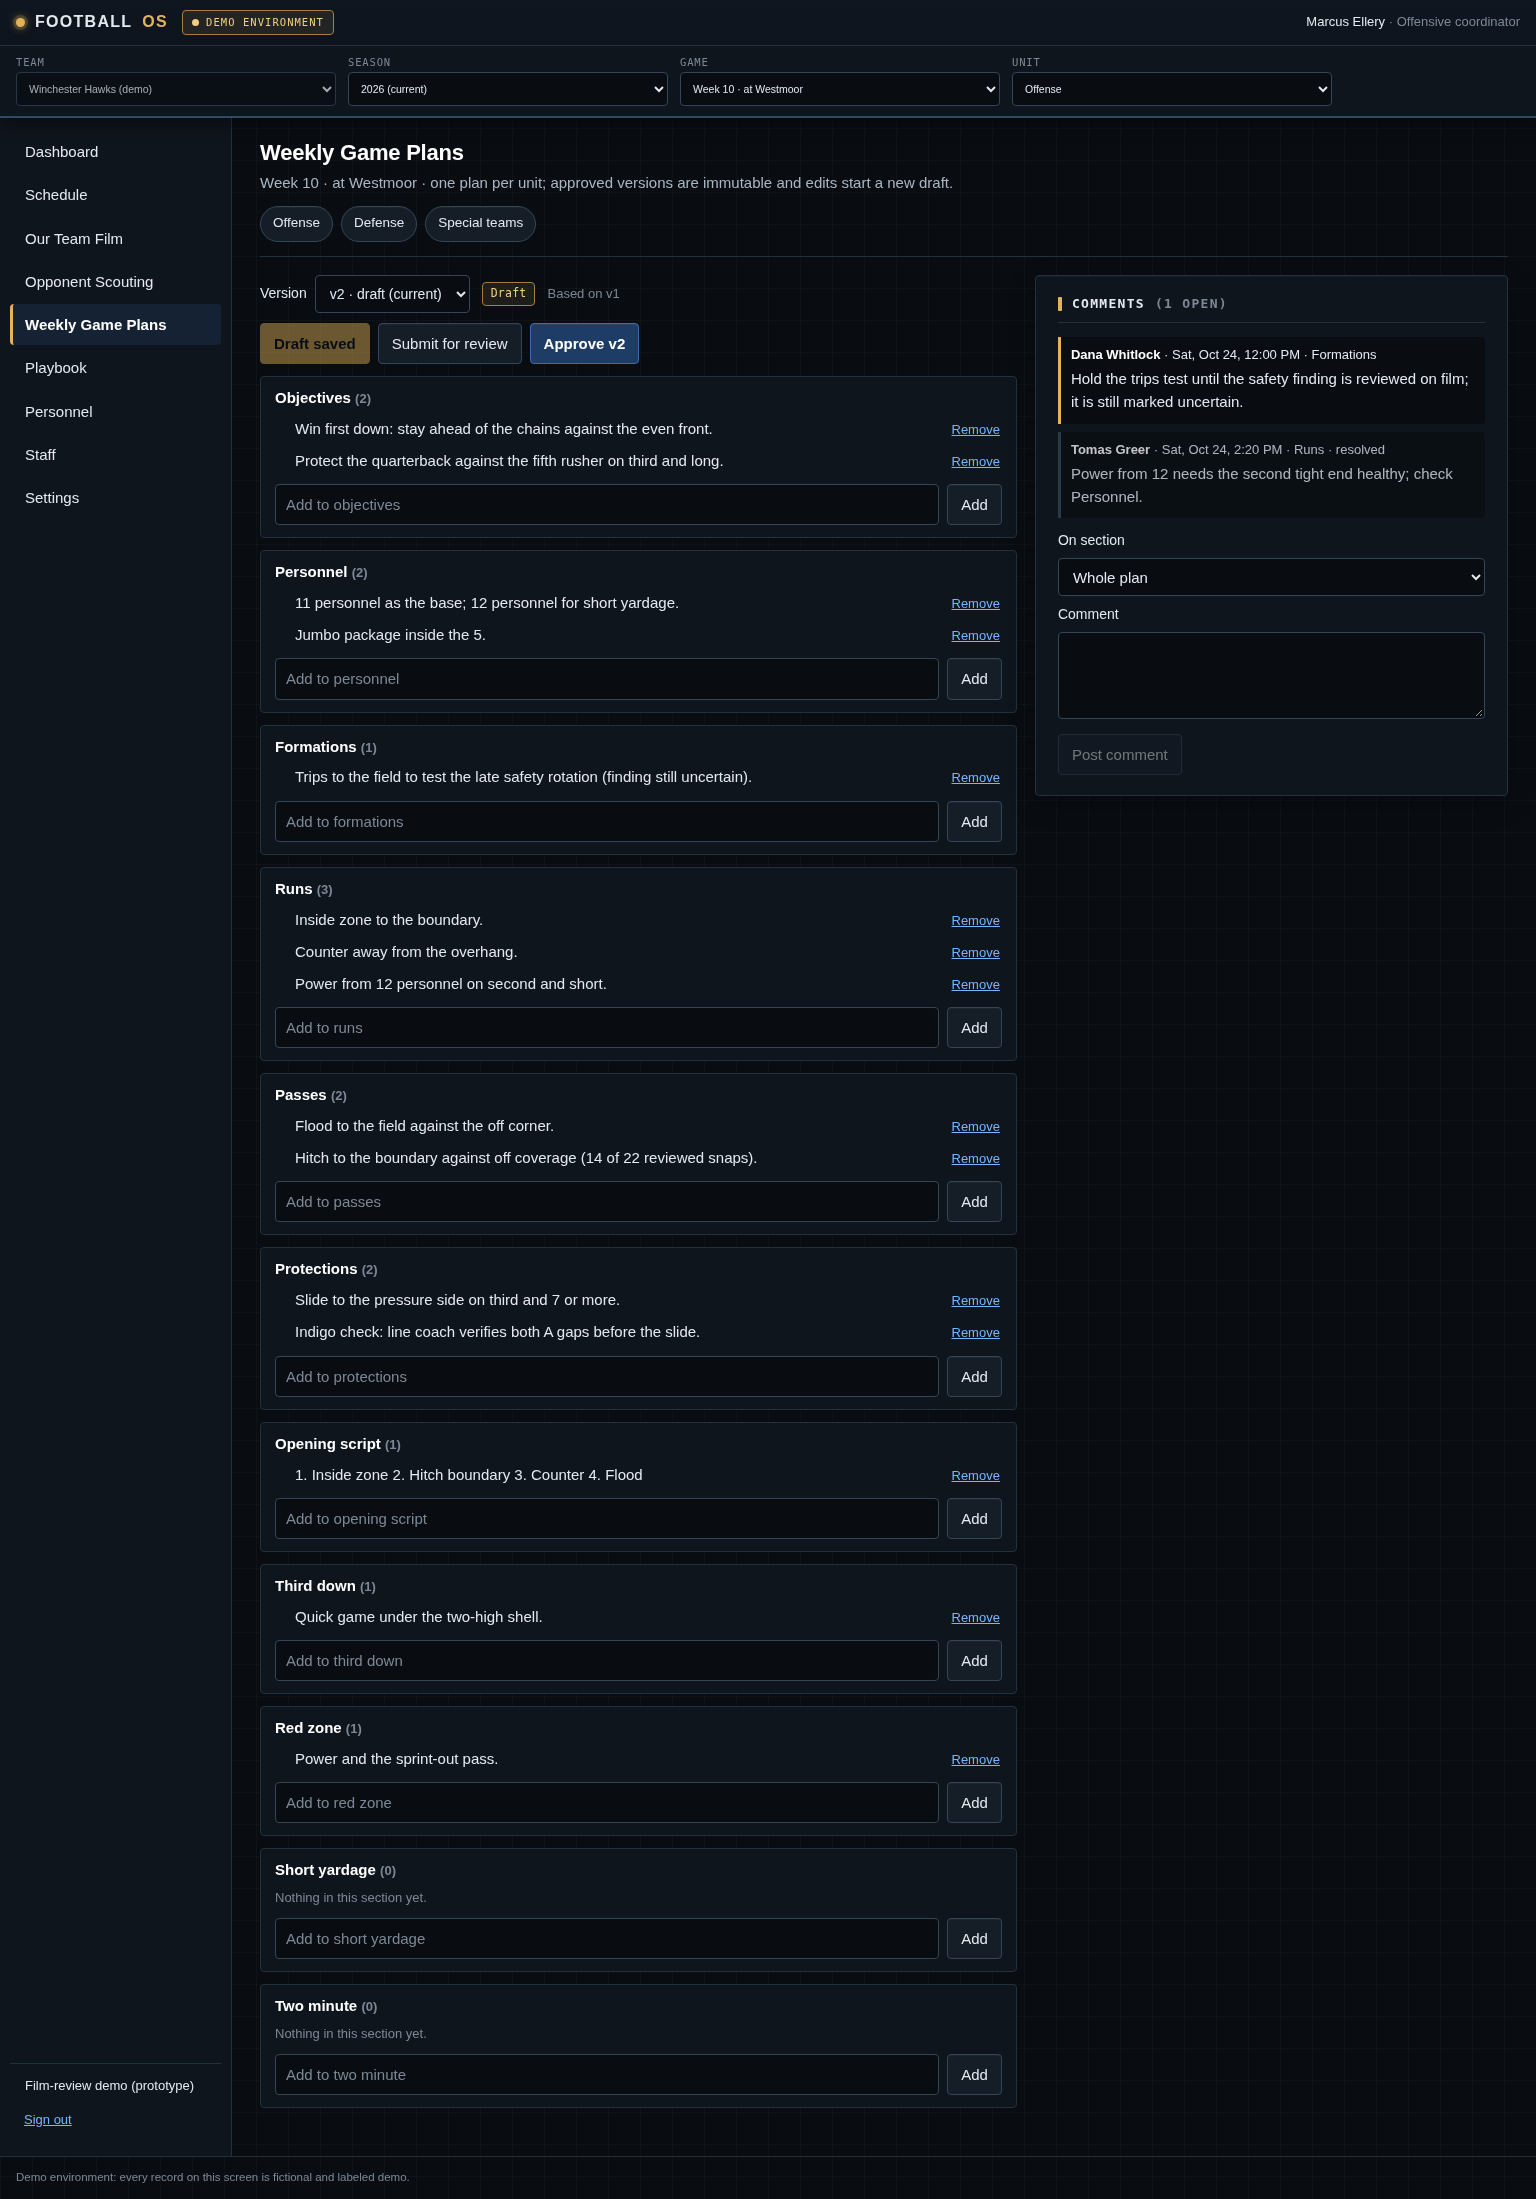 FOOTBALL OS
DEMO ENVIRONMENT
Marcus Ellery · Offensive coordinator
TEAM
Winchester Hawks (demo)
SEASON
2026 (current)
GAME
Week 10 · at Westmoor
UNIT
Offense
Dashboard
Schedule
Our Team Film
Opponent Scouting
Weekly Game Plans
Playbook
Personnel
Staff
Settings
Film-review demo (prototype)
Sign out
Weekly Game Plans
Week 10 · at Westmoor · one plan per unit; approved versions are immutable and edits start a new draft.
Offense
Defense
Special teams
Version
v2 · draft (current)
Draft
Based on v1
Draft saved
Submit for review
Approve v2
Objectives (2)
Win first down: stay ahead of the chains against the even front.
Remove
Protect the quarterback against the fifth rusher on third and long.
Remove
Add to objectives
Add
Personnel (2)
11 personnel as the base; 12 personnel for short yardage.
Remove
Jumbo package inside the 5.
Remove
Add to personnel
Add
Formations (1)
Trips to the field to test the late safety rotation (finding still uncertain).
Remove
Add to formations
Add
Runs (3)
Inside zone to the boundary.
Remove
Counter away from the overhang.
Remove
Power from 12 personnel on second and short.
Remove
Add to runs
Add
Passes (2)
Flood to the field against the off corner.
Remove
Hitch to the boundary against off coverage (14 of 22 reviewed snaps).
Remove
Add to passes
Add
Protections (2)
Slide to the pressure side on third and 7 or more.
Remove
Indigo check: line coach verifies both A gaps before the slide.
Remove
Add to protections
Add
Opening script (1)
1. Inside zone 2. Hitch boundary 3. Counter 4. Flood
Remove
Add to opening script
Add
Third down (1)
Quick game under the two-high shell.
Remove
Add to third down
Add
Red zone (1)
Power and the sprint-out pass.
Remove
Add to red zone
Add
Short yardage (0)
Nothing in this section yet.
Add to short yardage
Add
Two minute (0)
Nothing in this section yet.
Add to two minute
Add
COMMENTS (1 OPEN)
Dana Whitlock · Sat, Oct 24, 12:00 PM · Formations
Hold the trips test until the safety finding is reviewed on film;
it is still marked uncertain.
Tomas Greer · Sat, Oct 24, 2:20 PM · Runs · resolved
Power from 12 needs the second tight end healthy; check
Personnel.
On section
Whole plan
Comment
Post comment
Demo environment: every record on this screen is fictional and labeled demo.